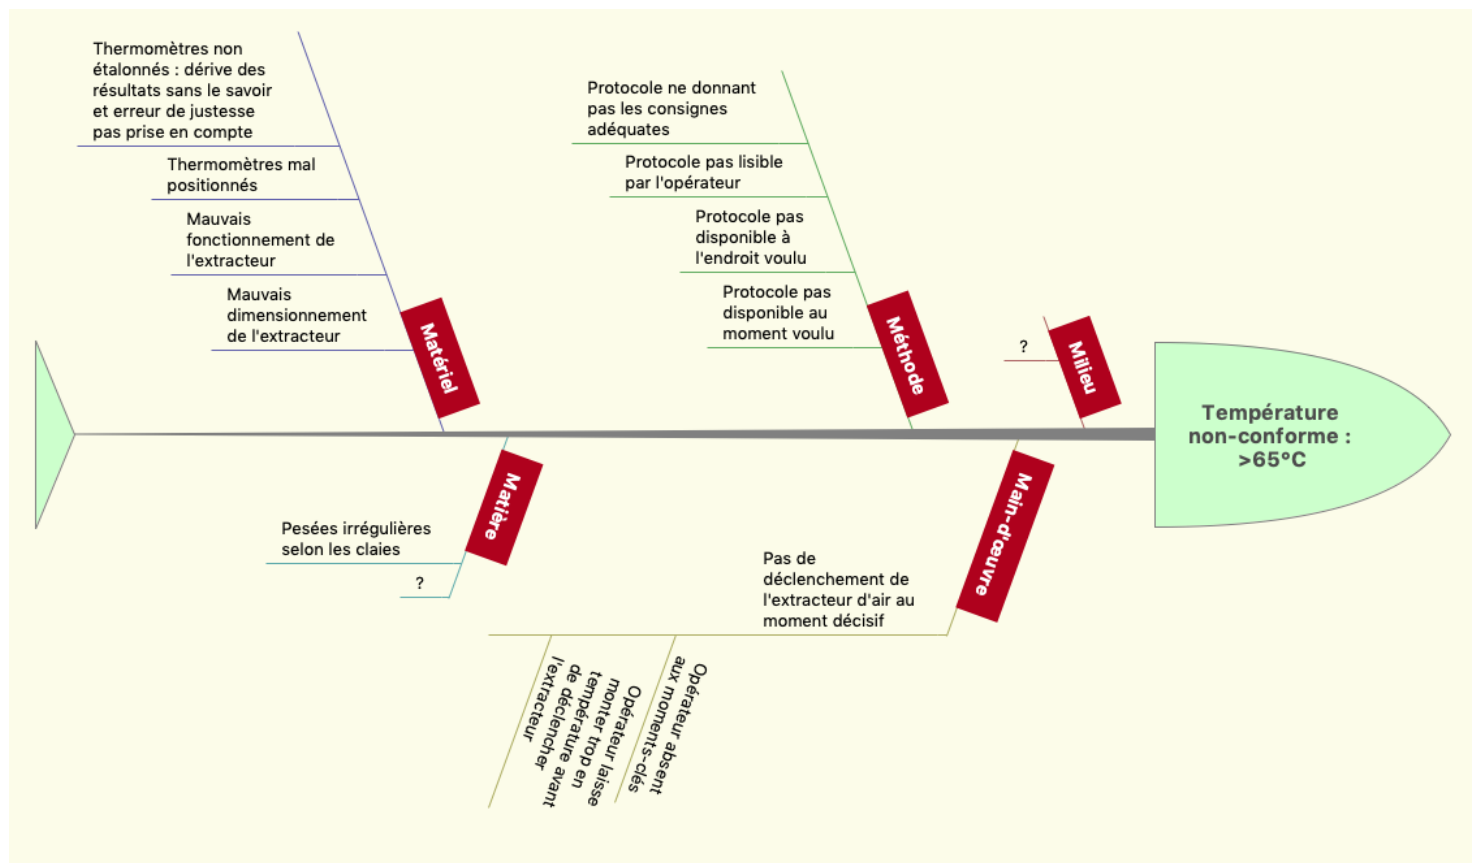 Thermomètres non
étalonnés : dérive des
résultats sans le savoir
et erreur de justesse
pas prise en compte
Thermomètres mal
positionnés
Mauvais
fonctionnement de
l'extracteur
Mauvais
dimensionnement
de l'extracteur
Matériel
Protocole ne donnant
pas les consignes
adéquates
Protocole pas lisible
par l'opérateur
Protocole pas
disponible à
l'endroit voulu
Protocole pas
disponible au
moment voulu
Méthode
?
Milieu
Température
non-conforme :
>65°C
Matière
Pesées irrégulières
selon les claies
?
Main-d'œuvre
Pas de
déclenchement de
l'extracteur d'air au
moment décisif
Opérateur absent
aux moments-clés
Opérateur laisse
monter trop en
température avant
de déclencher
l'extracteur